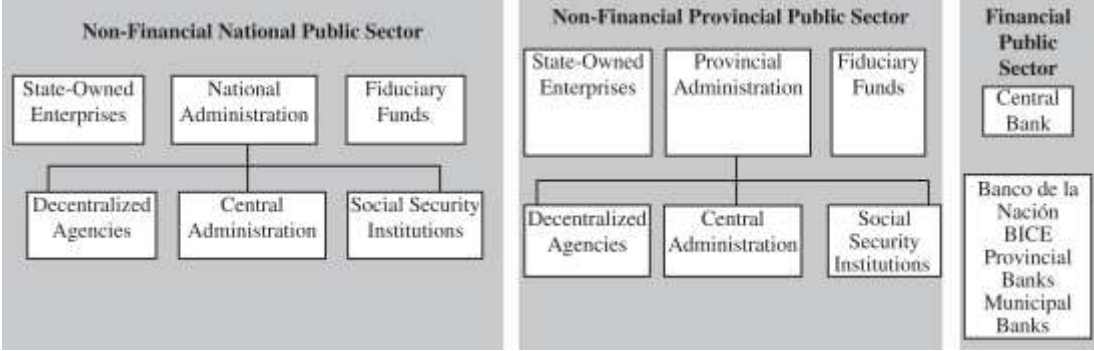 Non-Financial National Public Sector
State-Owned
Enterprises
National
Administration
Fiduciary
Funds
Decentralized
Agencies
Central
Administration
Social Security
Institutions
Non-Financial Provincial Public Sector
State-Owned
Enterprises
Provincial
Administration
Fiduciary
Funds
Decentralized
Agencies
Central
Administration
Social
Security
Institutions
Financial
Public
Sector
Central
Bank
Banco de la
Nación
BICE
Provincial
Banks
Municipal
Banks